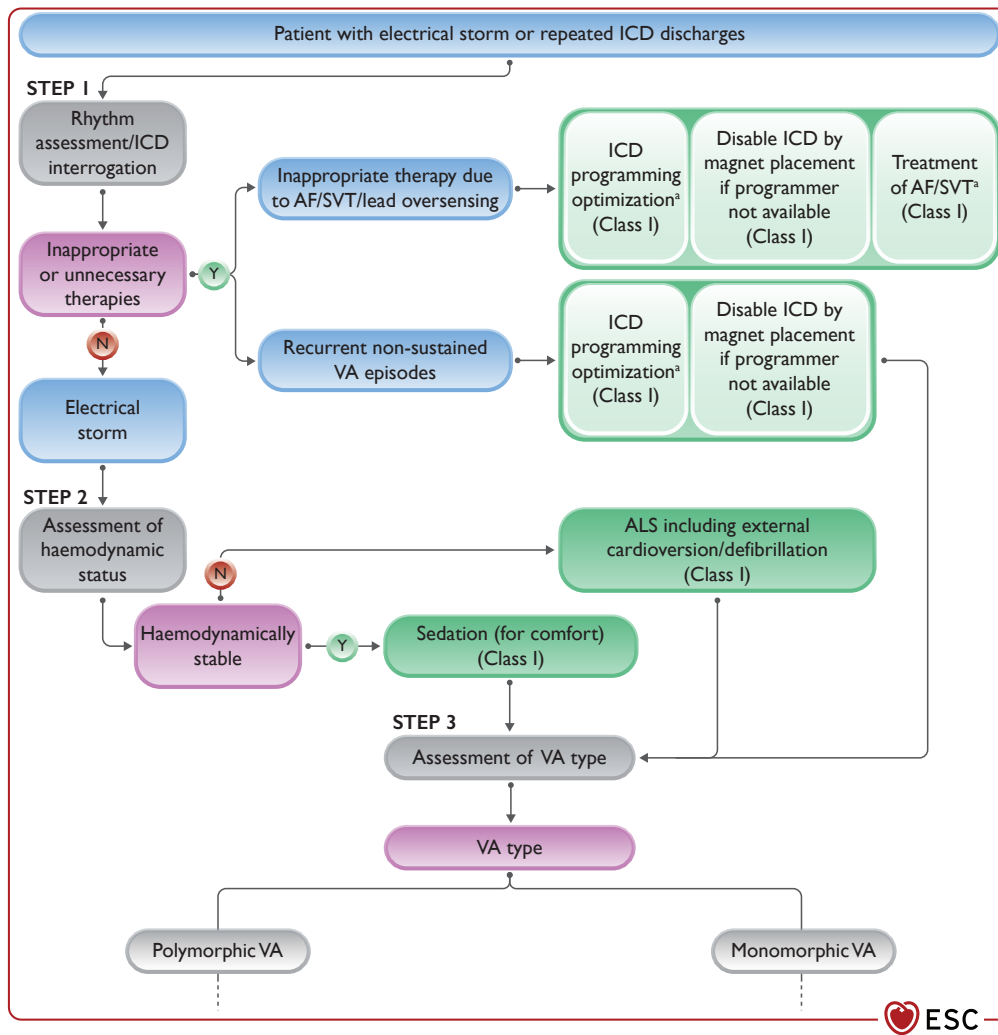 Patient with electrical storm or repeated ICD discharges
STEP 1
Rhythm
assessment/ICD
interrogation
Inappropriate
or unnecessary
therapies
Y
N
Inappropriate therapy due
to AF/SVT/lead oversensing
ICD
programming
optimizationᵃ
(Class I)
Disable ICD by
magnet placement
if programmer
not available
(Class I)
Treatment
of AF/SVTᵃ
(Class I)
Recurrent non-sustained
VA episodes
ICD
programming
optimizationᵃ
(Class I)
Disable ICD by
magnet placement
if programmer
not available
(Class I)
Electrical
storm
STEP 2
Assessment of
haemodynamic
status
N
ALS including external
cardioversion/defibrillation
(Class I)
Haemodynamically
stable
Y
Sedation (for comfort)
(Class I)
STEP 3
Assessment of VA type
VA type
Polymorphic VA
Monomorphic VA
ESC